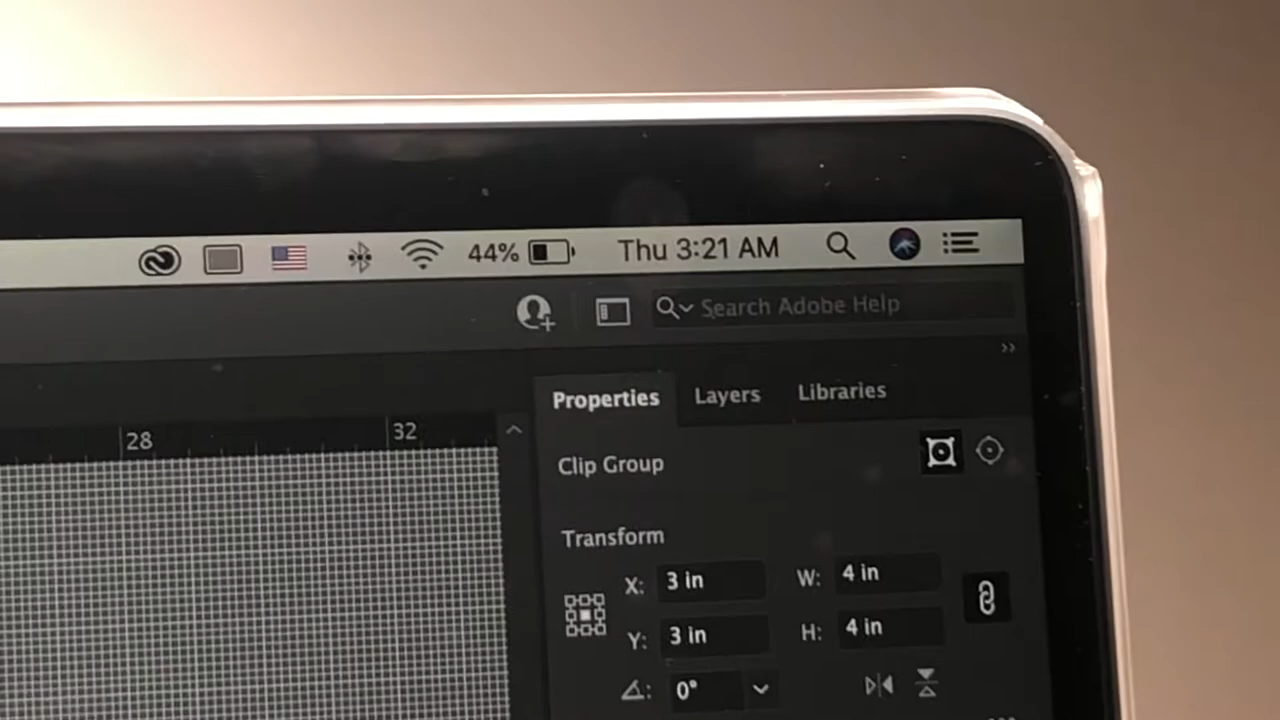 44% Thu 3:21 AM
Search Adobe Help
Properties Layers Libraries
28 32
Clip Group
Transform
X: 3 in W: 4 in
Y: 3 in H: 4 in
0°